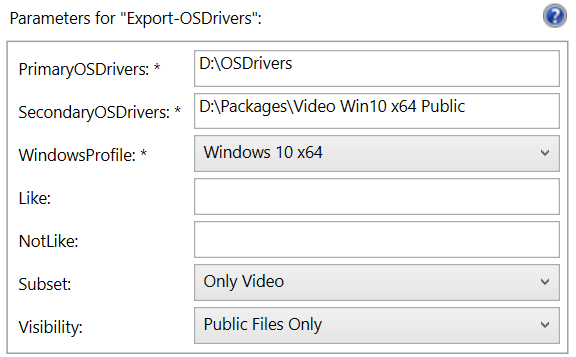 Parameters for "Export-OSDrivers":
PrimaryOSDrivers: * D:\OSDrivers
SecondaryOSDrivers: * D:\Packages\Video Win10 x64 Public
WindowsProfile: * Windows 10 x64
Like:
NotLike:
Subset: Only Video
Visibility: Public Files Only